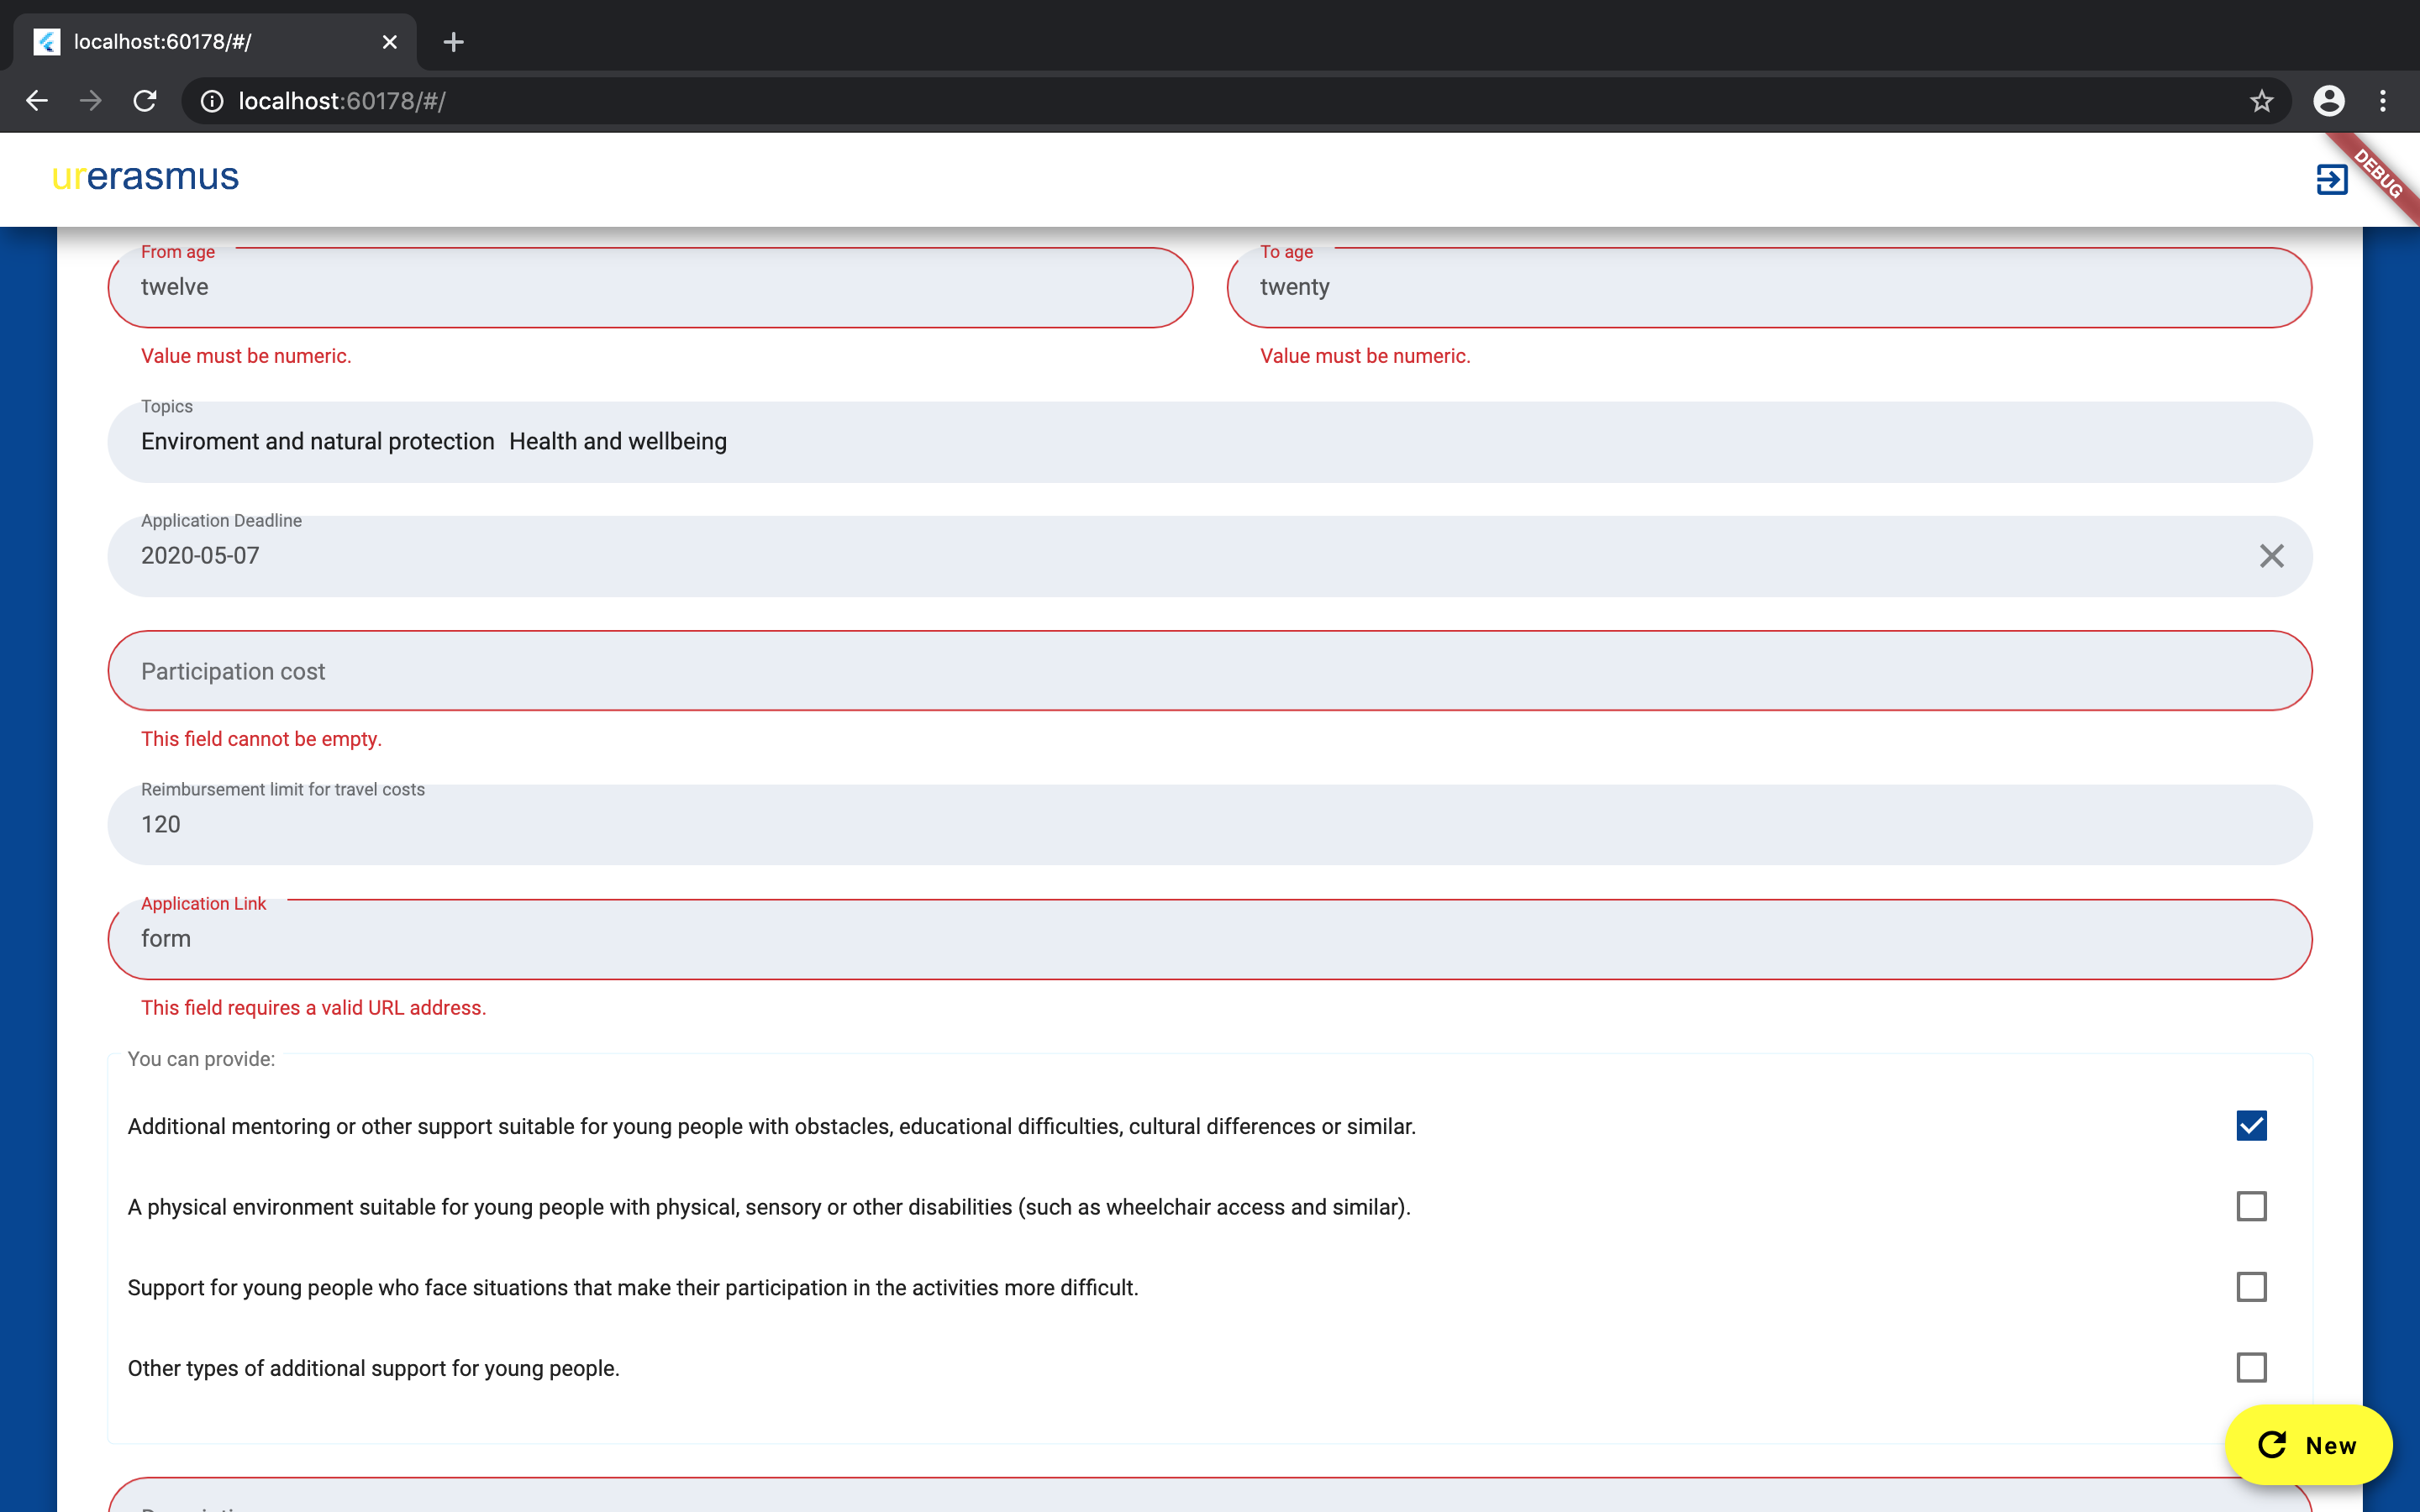 localhost:60178/#/
localhost:60178/#/
urerasmus
DEBUG
From age
To age
twelve
twenty
Value must be numeric.
Value must be numeric.
Topics
Enviroment and natural protection Health and wellbeing
Application Deadline
2020-05-07
Participation cost
This field cannot be empty.
Reimbursement limit for travel costs
120
Application Link
form
This field requires a valid URL address.
You can provide:
Additional mentoring or other support suitable for young people with obstacles, educational difficulties, cultural differences or similar.
A physical environment suitable for young people with physical, sensory or other disabilities (such as wheelchair access and similar).
Support for young people who face situations that make their participation in the activities more difficult.
Other types of additional support for young people.
New